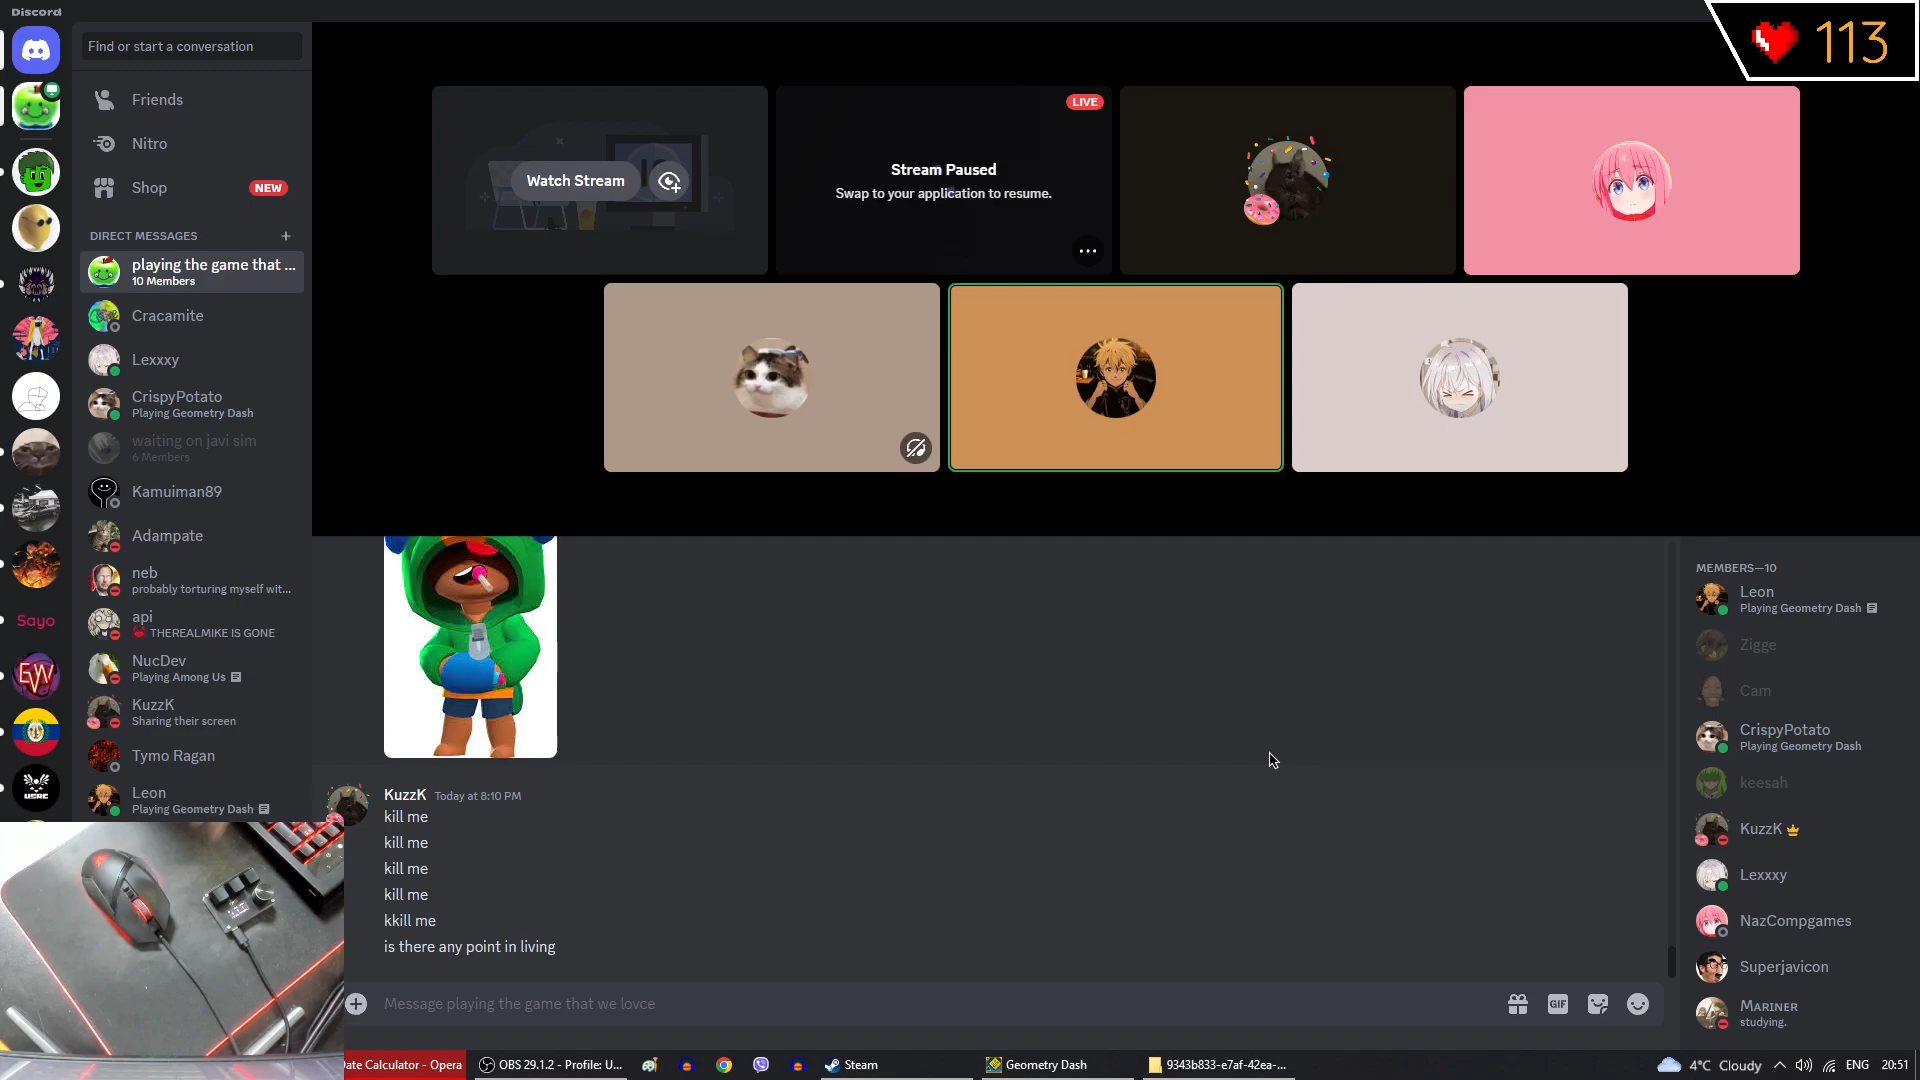 Discord
Find or start a conversation
113
Friends
Nitro
Shop
NEW
DIRECT MESSAGES
playing the game that ...
10 Members
Cracamite
Lexxxy
CrispyPotato
Playing Geometry Dash
waiting on javi sim
6 Members
Kamuiman89
Adampate
neb
probably torturing myself wit...
api
THEREALMIKE IS GONE
NucDev
Playing Among Us
KuzzK
Sharing their screen
Tymo Ragan
Leon
Playing Geometry Dash
Sayo
EW
USRC
Watch Stream
LIVE
Stream Paused
Swap to your application to resume.
KuzzK Today at 8:10 PM
kill me
kill me
kill me
kill me
kkill me
is there any point in living
Message playing the game that we lovce
GIF
MEMBERS—10
Leon
Playing Geometry Dash
Zigge
Cam
CrispyPotato
Playing Geometry Dash
keesah
KuzzK
Lexxxy
NazCompgames
Superjavicon
MARINER
studying.
ate Calculator - Opera
OBS 29.1.2 - Profile: U...
Steam
Geometry Dash
9343b833-e7af-42ea-...
4°C Cloudy
ENG
20:51